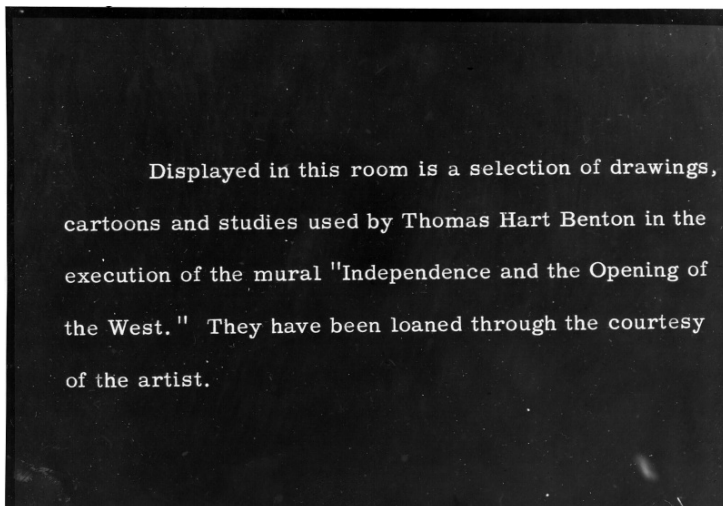 Displayed in this room is a selection of drawings,
cartoons and studies used by Thomas Hart Benton in the
execution of the mural "Independence and the Opening of
the West." They have been loaned through the courtesy
of the artist.